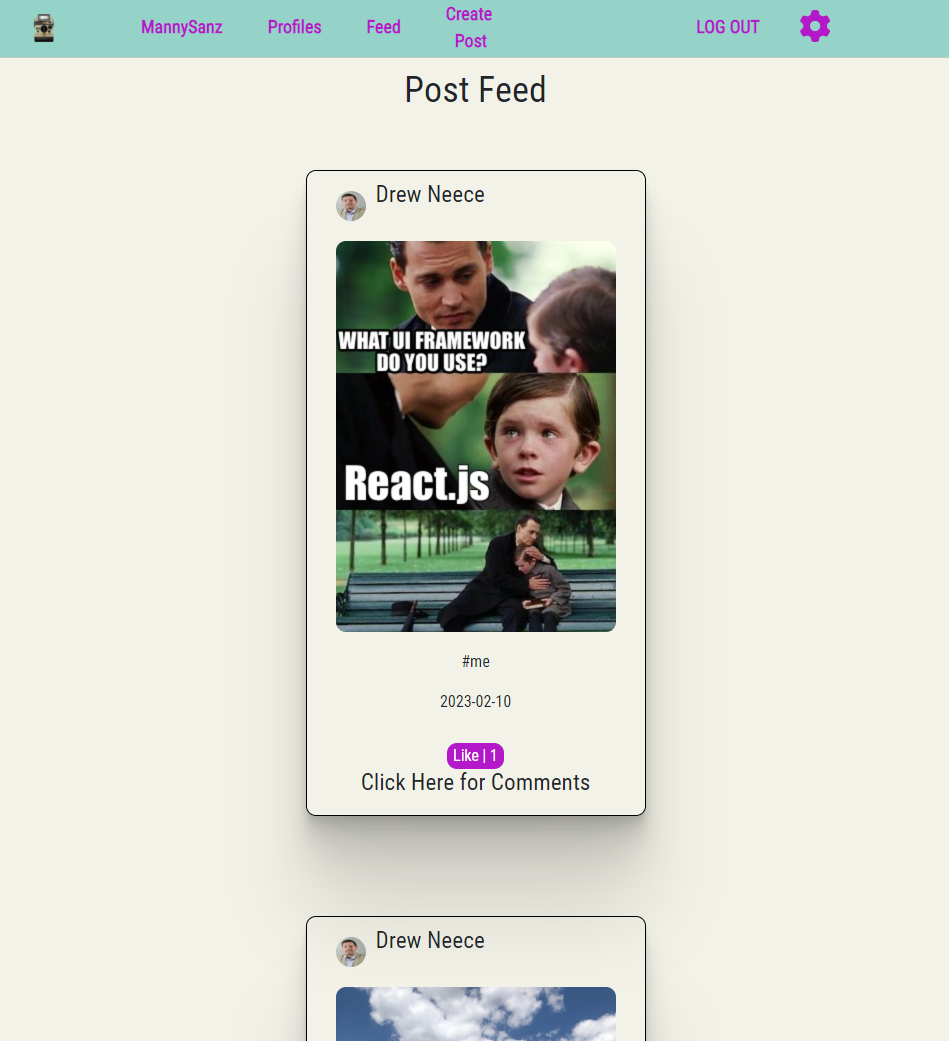 MannySanz
Profiles
Feed
Create
Post
LOG OUT
Post Feed
Drew Neece
WHAT UI FRAMEWORK
DO YOU USE?
React.js
#me
2023-02-10
Like | 1
Click Here for Comments
Drew Neece